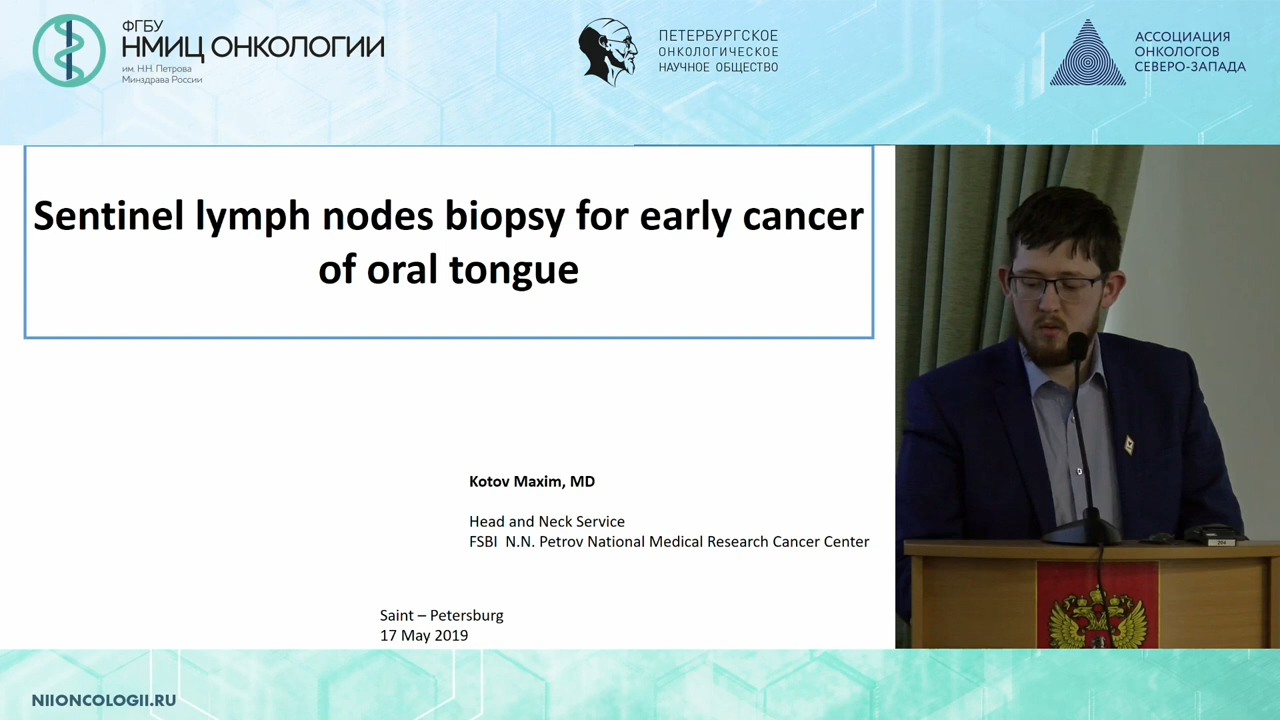 ФГБУ
НМИЦ ОНКОЛОГИИ
им. Н.Н. Петрова
Минздрава России
ПЕТЕРБУРГСКОЕ
ОНКОЛОГИЧЕСКОЕ
НАУЧНОЕ ОБЩЕСТВО
АССОЦИАЦИЯ
ОНКОЛОГОВ
СЕВЕРО-ЗАПАДА
Sentinel lymph nodes biopsy for early cancer
of oral tongue
Kotov Maxim, MD
Head and Neck Service
FSBI N.N. Petrov National Medical Research Cancer Center
Saint – Petersburg
17 May 2019
NIIONCOLOGII.RU